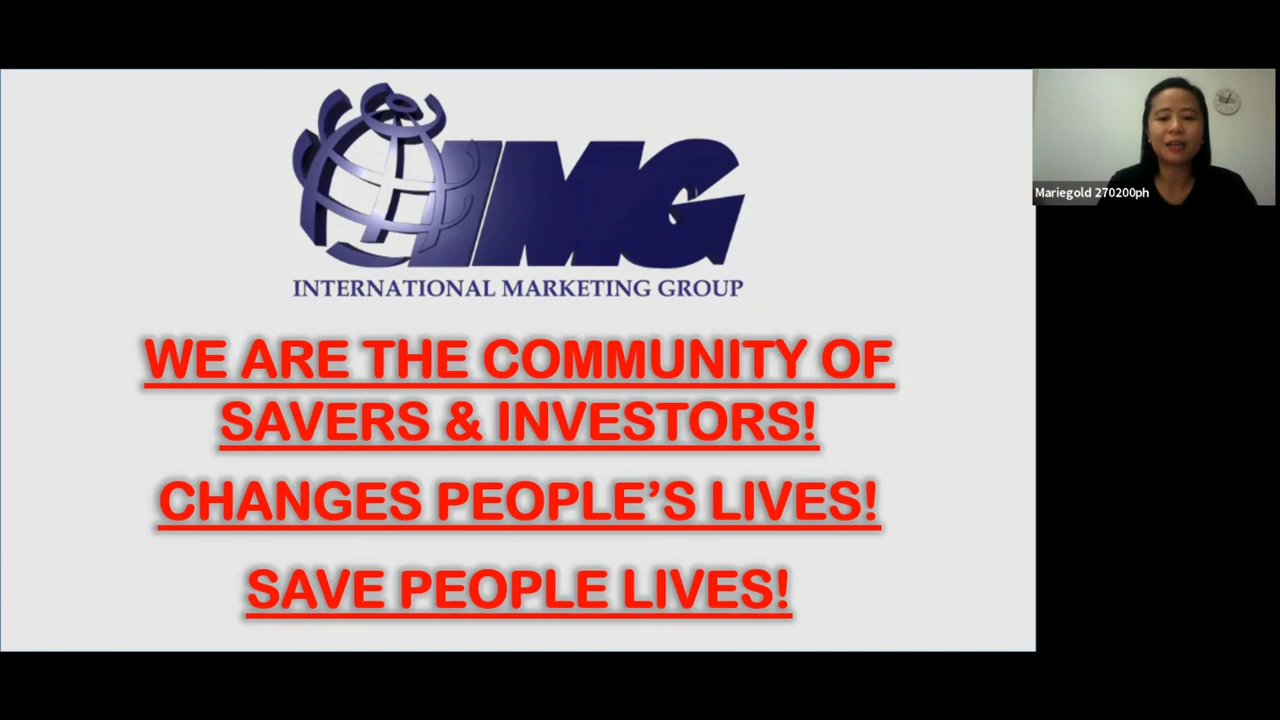 IMG
INTERNATIONAL MARKETING GROUP
WE ARE THE COMMUNITY OF
SAVERS & INVESTORS!
CHANGES PEOPLE’S LIVES!
SAVE PEOPLE LIVES!
Mariegold 270200ph